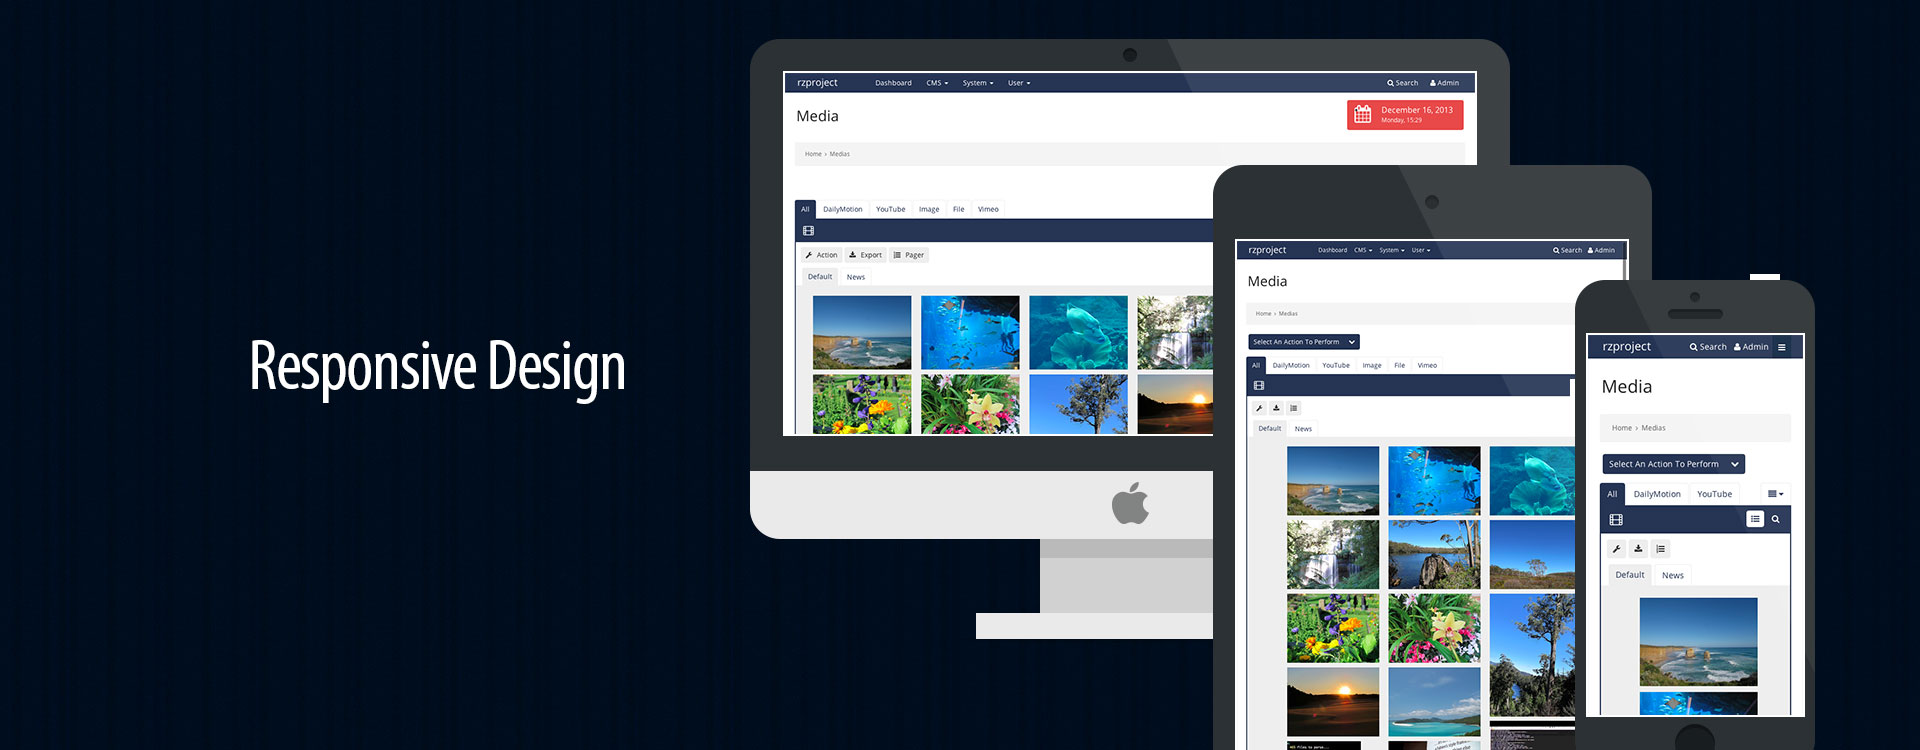 Responsive Design
rzproject Dashboard CMS System User Search Admin
Media
December 16, 2013
Monday, 15:29
Home › Medias
All DailyMotion YouTube Image File Vimeo
Action Export Pager
Default News
rzproject Dashboard CMS System User Search Admin
Media
Home › Medias
Select An Action To Perform
All DailyMotion YouTube Image File Vimeo
Default News
rzproject Search Admin
Media
Home › Medias
Select An Action To Perform
All DailyMotion YouTube
Default News